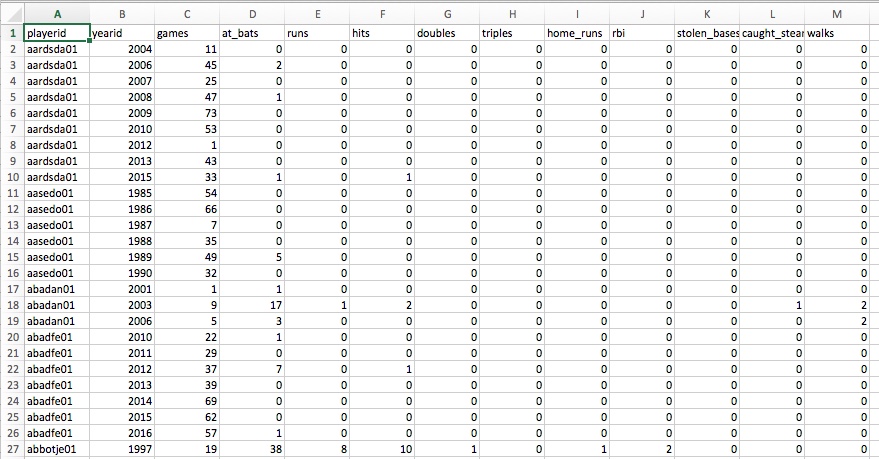 A B C D E F G H I J K L M
1 playerid yearid games at_bats runs hits doubles triples home_runs rbi stolen_bases caught_stear walks
2 aardsda01 2004 11 0 0 0 0 0 0 0 0 0 0
3 aardsda01 2006 45 2 0 0 0 0 0 0 0 0 0
4 aardsda01 2007 25 0 0 0 0 0 0 0 0 0 0
5 aardsda01 2008 47 1 0 0 0 0 0 0 0 0 0
6 aardsda01 2009 73 0 0 0 0 0 0 0 0 0 0
7 aardsda01 2010 53 0 0 0 0 0 0 0 0 0 0
8 aardsda01 2012 1 0 0 0 0 0 0 0 0 0 0
9 aardsda01 2013 43 0 0 0 0 0 0 0 0 0 0
10 aardsda01 2015 33 1 0 1 0 0 0 0 0 0 0
11 aasedo01 1985 54 0 0 0 0 0 0 0 0 0 0
12 aasedo01 1986 66 0 0 0 0 0 0 0 0 0 0
13 aasedo01 1987 7 0 0 0 0 0 0 0 0 0 0
14 aasedo01 1988 35 0 0 0 0 0 0 0 0 0 0
15 aasedo01 1989 49 5 0 0 0 0 0 0 0 0 0
16 aasedo01 1990 32 0 0 0 0 0 0 0 0 0 0
17 abadan01 2001 1 1 0 0 0 0 0 0 0 0 0
18 abadan01 2003 9 17 1 2 0 0 0 0 0 1 2
19 abadan01 2006 5 3 0 0 0 0 0 0 0 0 2
20 abadfe01 2010 22 1 0 0 0 0 0 0 0 0 0
21 abadfe01 2011 29 0 0 0 0 0 0 0 0 0 0
22 abadfe01 2012 37 7 0 1 0 0 0 0 0 0 0
23 abadfe01 2013 39 0 0 0 0 0 0 0 0 0 0
24 abadfe01 2014 69 0 0 0 0 0 0 0 0 0 0
25 abadfe01 2015 62 0 0 0 0 0 0 0 0 0 0
26 abadfe01 2016 57 1 0 0 0 0 0 0 0 0 0
27 abbotje01 1997 19 38 8 10 1 0 1 2 0 0 0